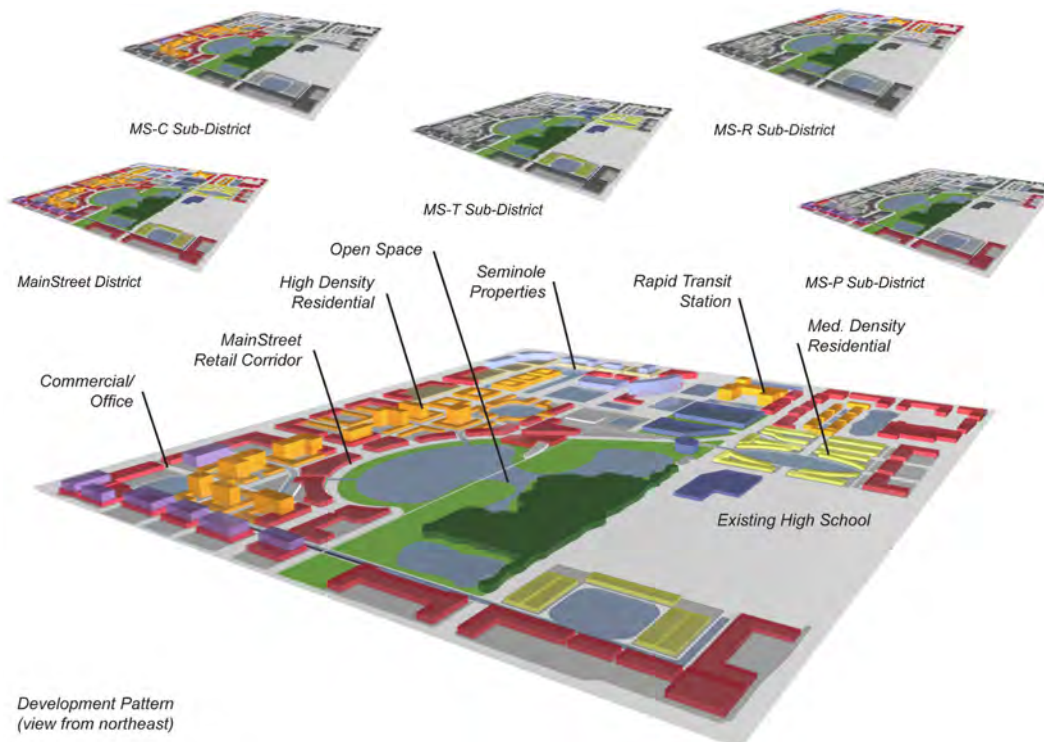 MS-C Sub-District
MS-R Sub-District
MS-T Sub-District
MainStreet District
MS-P Sub-District
Open Space
High Density
Residential
Seminole
Properties
Rapid Transit
Station
MainStreet
Retail Corridor
Med. Density
Residential
Commercial/
Office
Existing High School
Development Pattern
(view from northeast)